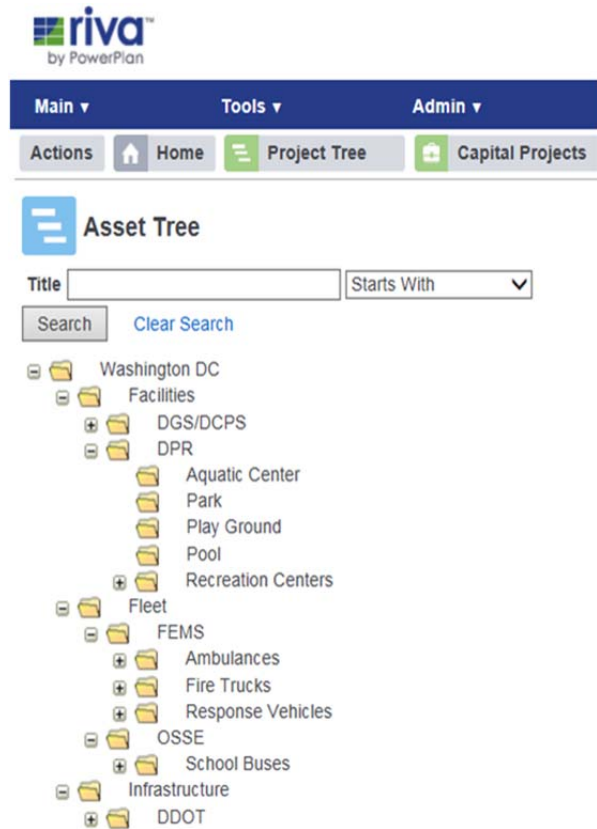 riva™
by PowerPlan
Main ▾ Tools ▾ Admin ▾
Actions Home Project Tree Capital Projects
Asset Tree
Title Starts With
Search Clear Search
Washington DC
Facilities
DGS/DCPS
DPR
Aquatic Center
Park
Play Ground
Pool
Recreation Centers
Fleet
FEMS
Ambulances
Fire Trucks
Response Vehicles
OSSE
School Buses
Infrastructure
DDOT